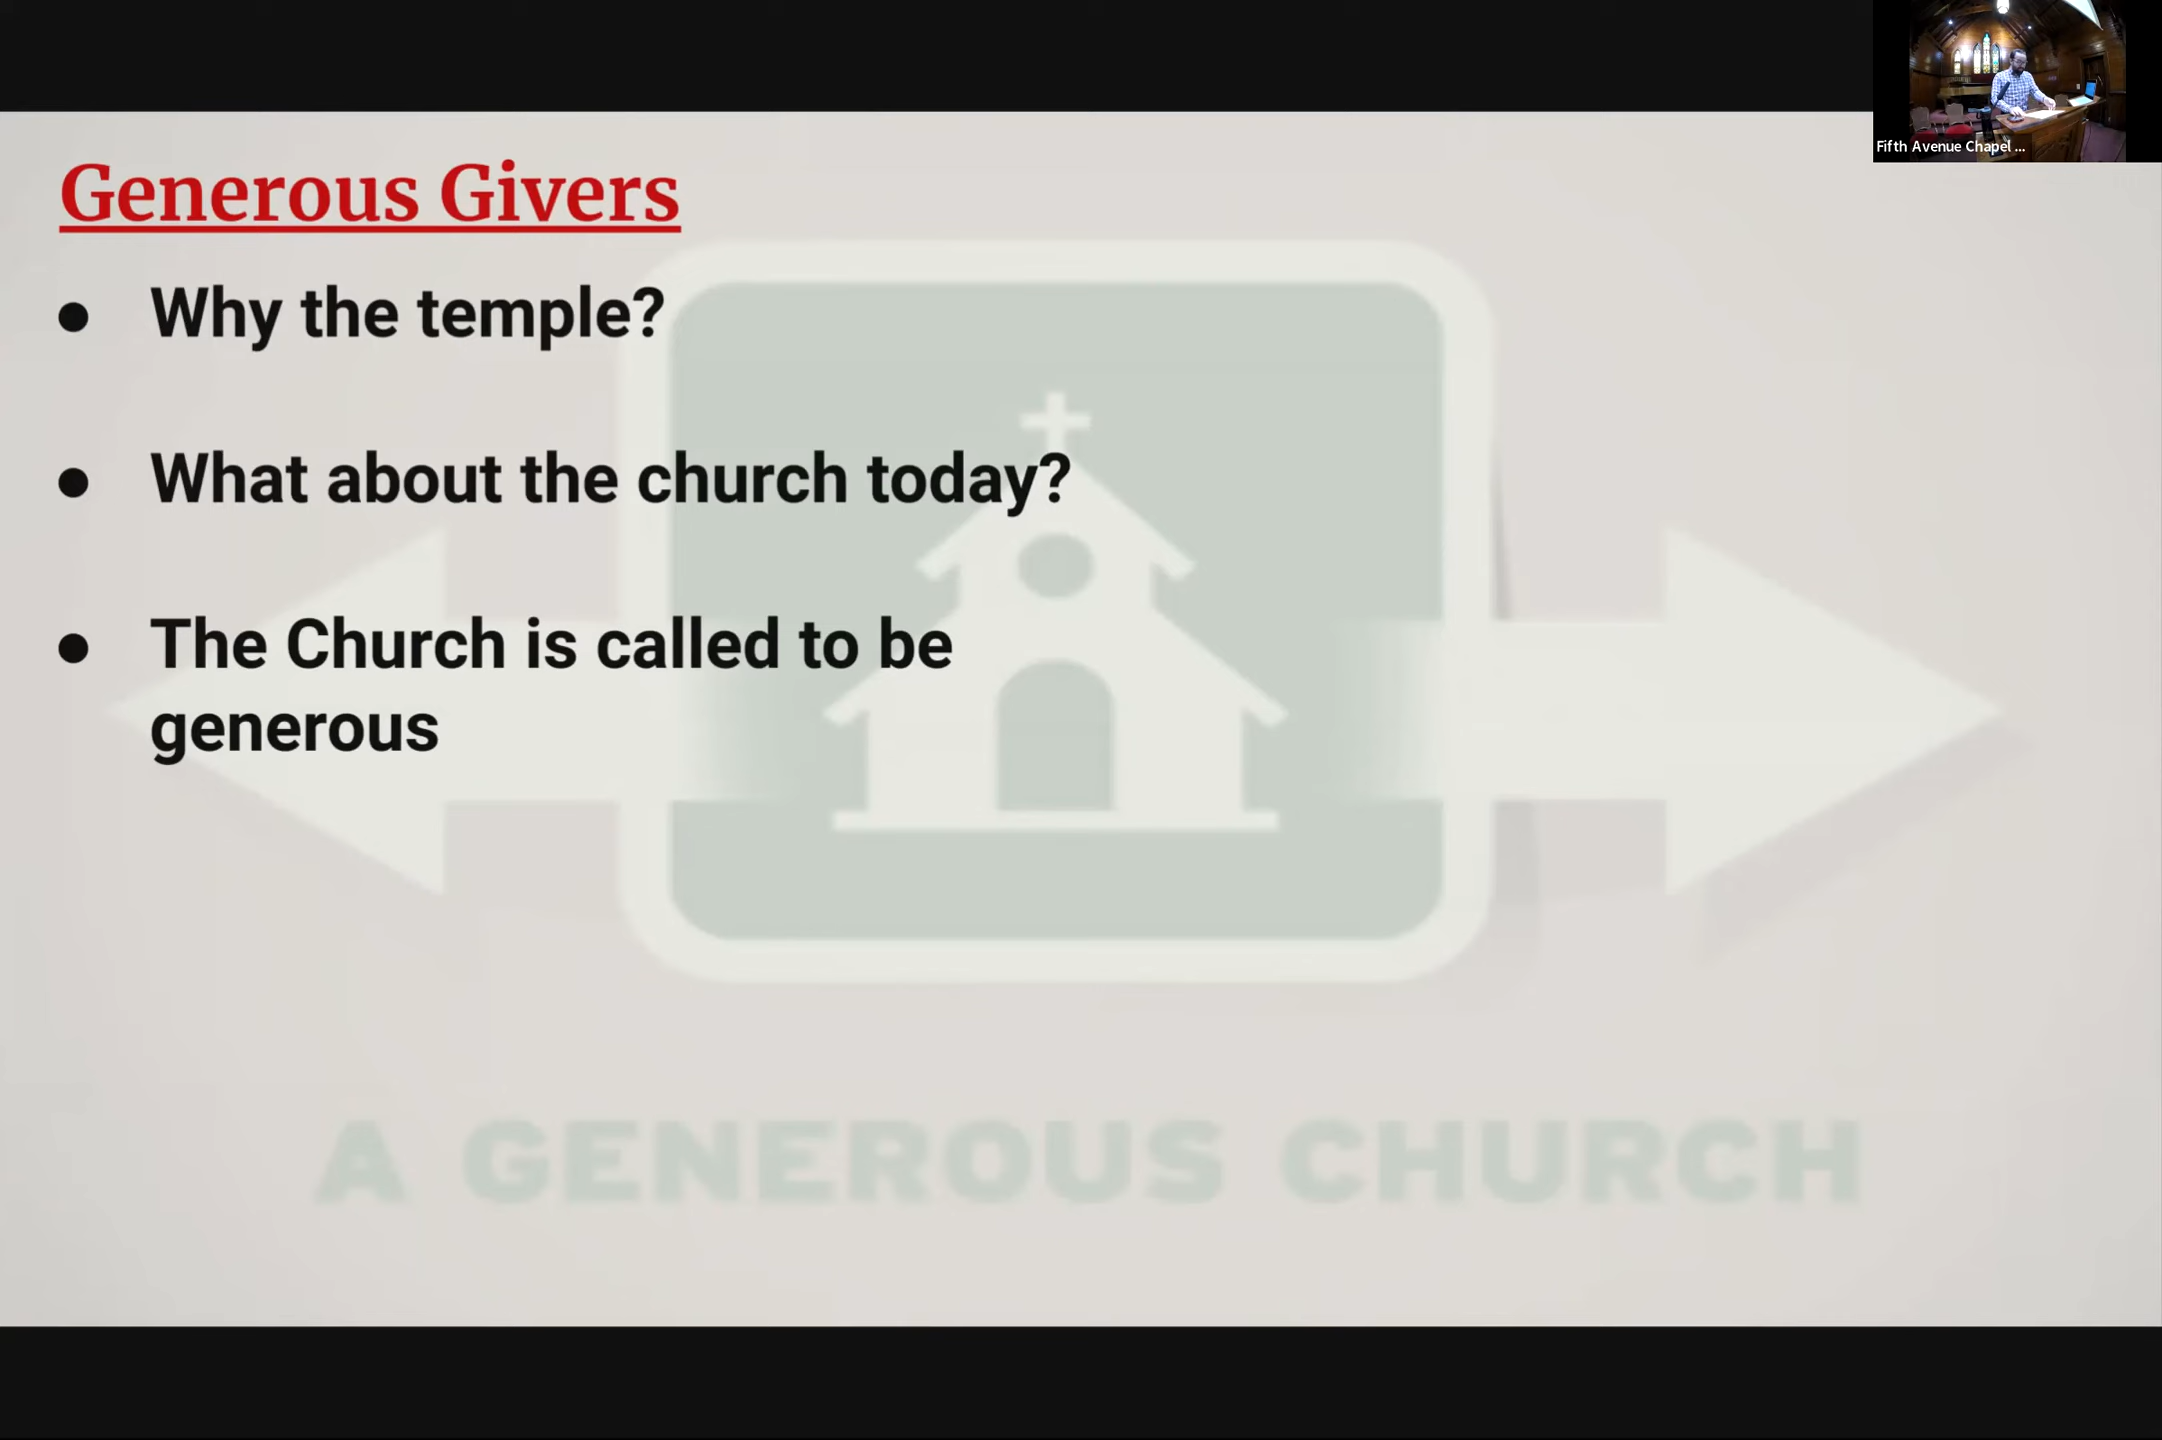 Fifth Avenue Chapel ...
Generous Givers
● Why the temple?
● What about the church today?
● The Church is called to be
generous
A GENEROUS CHURCH